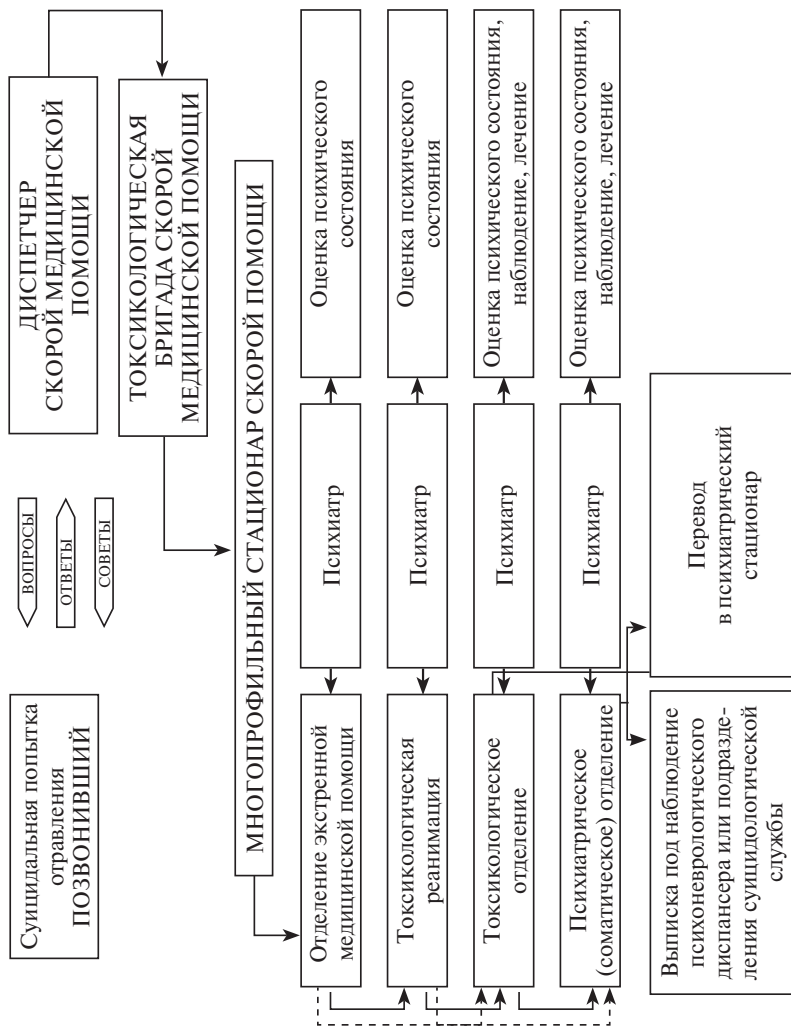 Суицидальная попытка
отравления
ПОЗВОНИВШИЙ
ВОПРОСЫ
ОТВЕТЫ
СОВЕТЫ
ДИСПЕТЧЕР
СКОРОЙ МЕДИЦИНСКОЙ
ПОМОЩИ
ТОКСИКОЛОГИЧЕСКАЯ
БРИГАДА СКОРОЙ
МЕДИЦИНСКОЙ ПОМОЩИ
МНОГОПРОФИЛЬНЫЙ СТАЦИОНАР СКОРОЙ ПОМОЩИ
Отделение экстренной
медицинской помощи
Психиатр
Оценка психического
состояния
Токсикологическая
реанимация
Психиатр
Оценка психического
состояния
Токсикологическое
отделение
Психиатр
Оценка психического состояния,
наблюдение, лечение
Психиатрическое
(соматическое) отделение
Психиатр
Оценка психического состояния,
наблюдение, лечение
Выписка под наблюдение
психоневрологического
диспансера или подразде-
ления суицидологической
службы
Перевод
в психиатрический
стационар